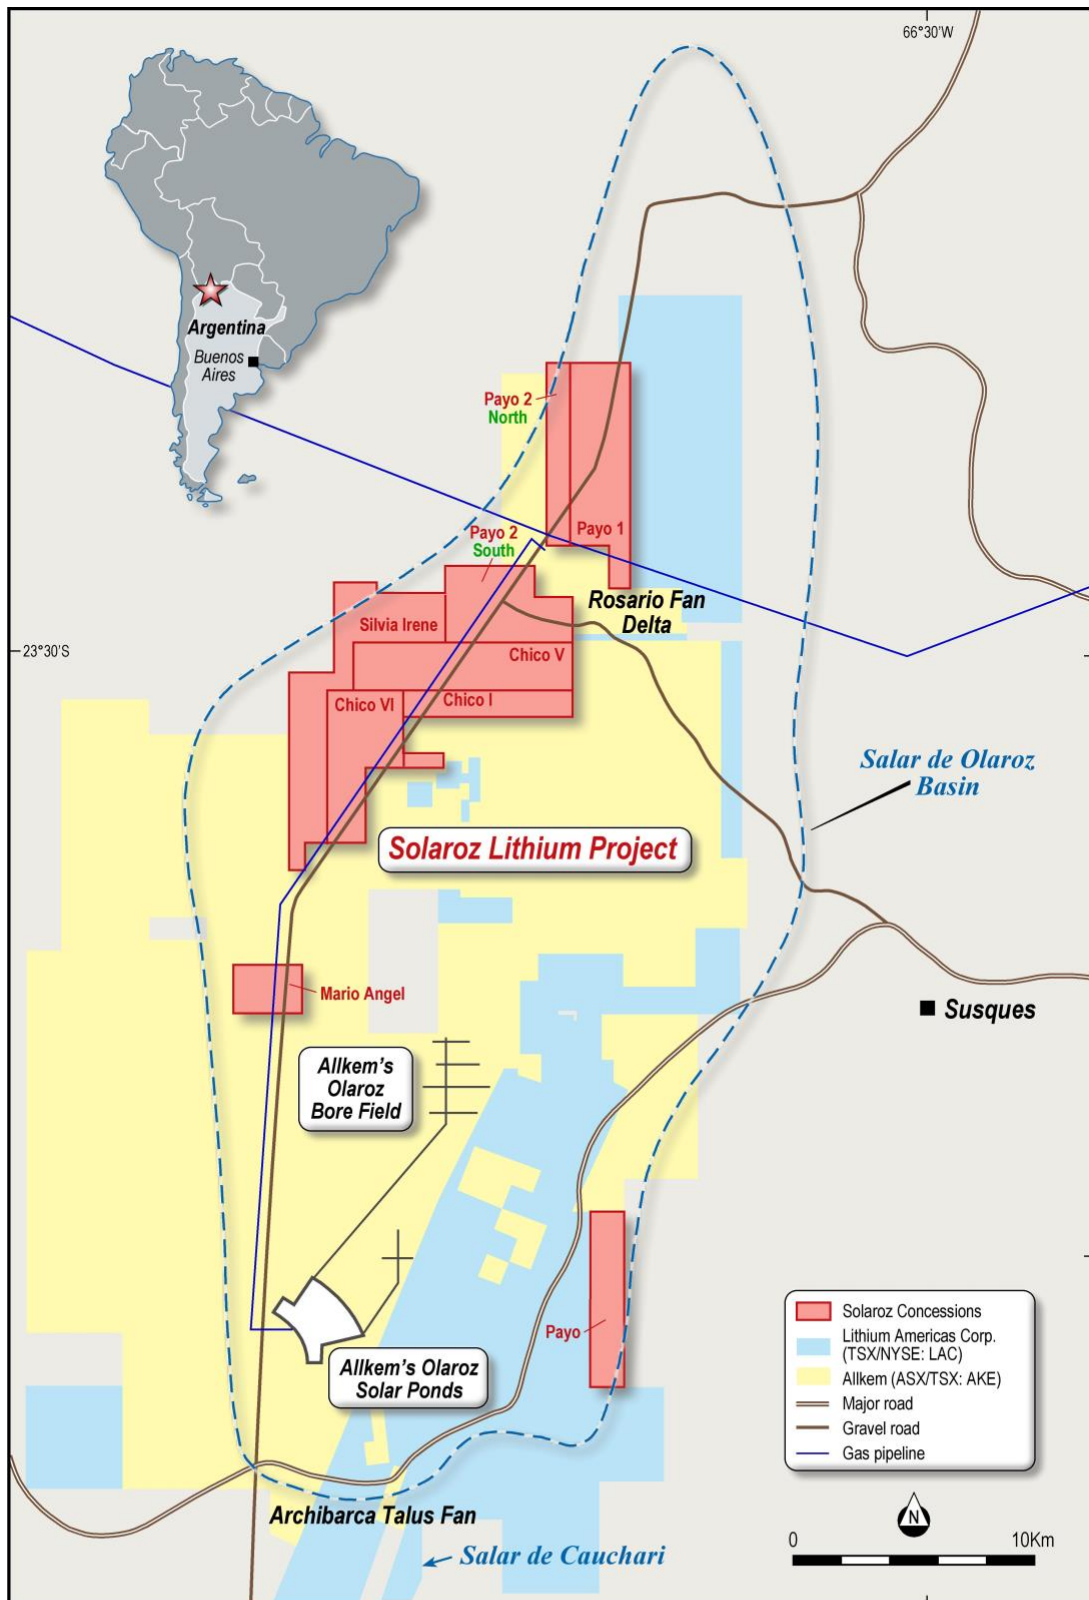 66°30'W
Argentina
Buenos
Aires
Payo 2
North
Payo 1
Payo 2
South
Rosario Fan
Delta
Silvia Irene
23°30'S
Chico V
Chico VI
Chico I
Salar de Olaroz
Basin
Solaroz Lithium Project
Mario Angel
Susques
Allkem's
Olaroz
Bore Field
Payo
Allkem's Olaroz
Solar Ponds
Solaroz Concessions
Lithium Americas Corp.
(TSX/NYSE: LAC)
Allkem (ASX/TSX: AKE)
Major road
Gravel road
Gas pipeline
Archibarca Talus Fan
Salar de Cauchari
N
0 10Km